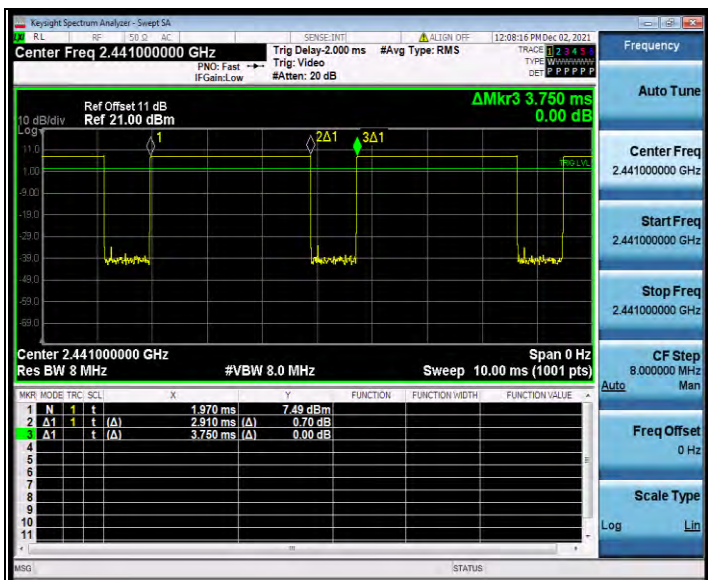 Keysight Spectrum Analyzer - Swept SA
RL RF 50 Ω AC SENSE:INT ALIGN OFF 12:08:16 PM Dec 02, 2021
Center Freq 2.441000000 GHz
PNO: Fast
IFGain:Low
Trig Delay-2.000 ms
Trig: Video
#Atten: 20 dB
#Avg Type: RMS
TRACE 1 2 3 4 5 6
TYPE WWWWWW
DET P P P P P P
Frequency
Auto Tune
Center Freq
2.441000000 GHz
Start Freq
2.441000000 GHz
Stop Freq
2.441000000 GHz
CF Step
8.000000 MHz
Auto Man
Freq Offset
0 Hz
Scale Type
Log Lin
ΔMkr3 3.750 ms
0.00 dB
Ref Offset 11 dB
10 dB/div Ref 21.00 dBm
Log
1 2Δ1 3Δ1
11.0
TRIG LVL
1.00
-9.00
-19.0
-29.0
-39.0
-49.0
-59.0
-69.0
Center 2.441000000 GHz Span 0 Hz
Res BW 8 MHz #VBW 8.0 MHz Sweep 10.00 ms (1001 pts)
MKR MODE TRC SCL X Y FUNCTION FUNCTION WIDTH FUNCTION VALUE
1 N 1 t 1.970 ms 7.49 dBm
2 Δ1 1 t (Δ) 2.910 ms (Δ) 0.70 dB
3 Δ1 t (Δ) 3.750 ms (Δ) 0.00 dB
4
5
6
7
8
9
10
11
MSG STATUS